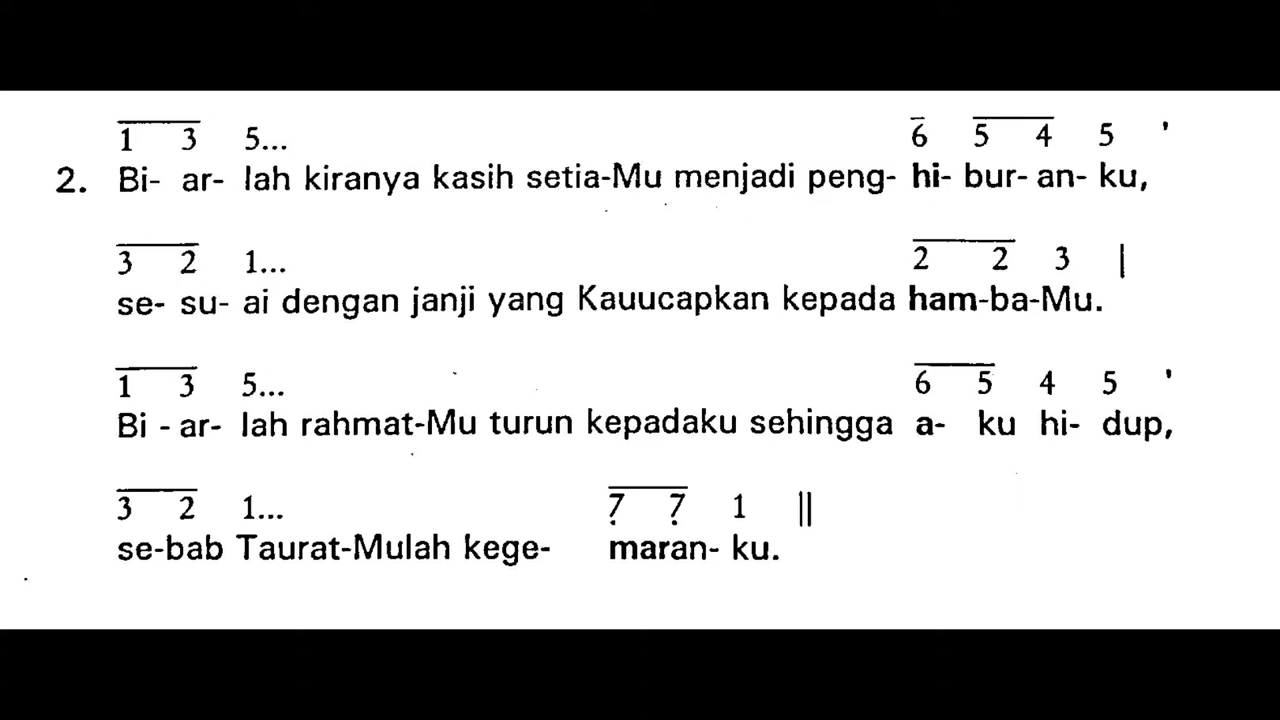 1 3 5... 6 5 4 5 '
2. Bi- ar- lah kiranya kasih setia-Mu menjadi peng- hi- bur- an- ku,
3 2 1... 2 2 3 |
se- su- ai dengan janji yang Kauucapkan kepada ham-ba-Mu.
1 3 5... 6 5 4 5 '
Bi - ar- lah rahmat-Mu turun kepadaku sehingga a- ku hi- dup,
3 2 1... 7̣ 7̣ 1 ||
se-bab Taurat-Mulah kege- maran- ku.